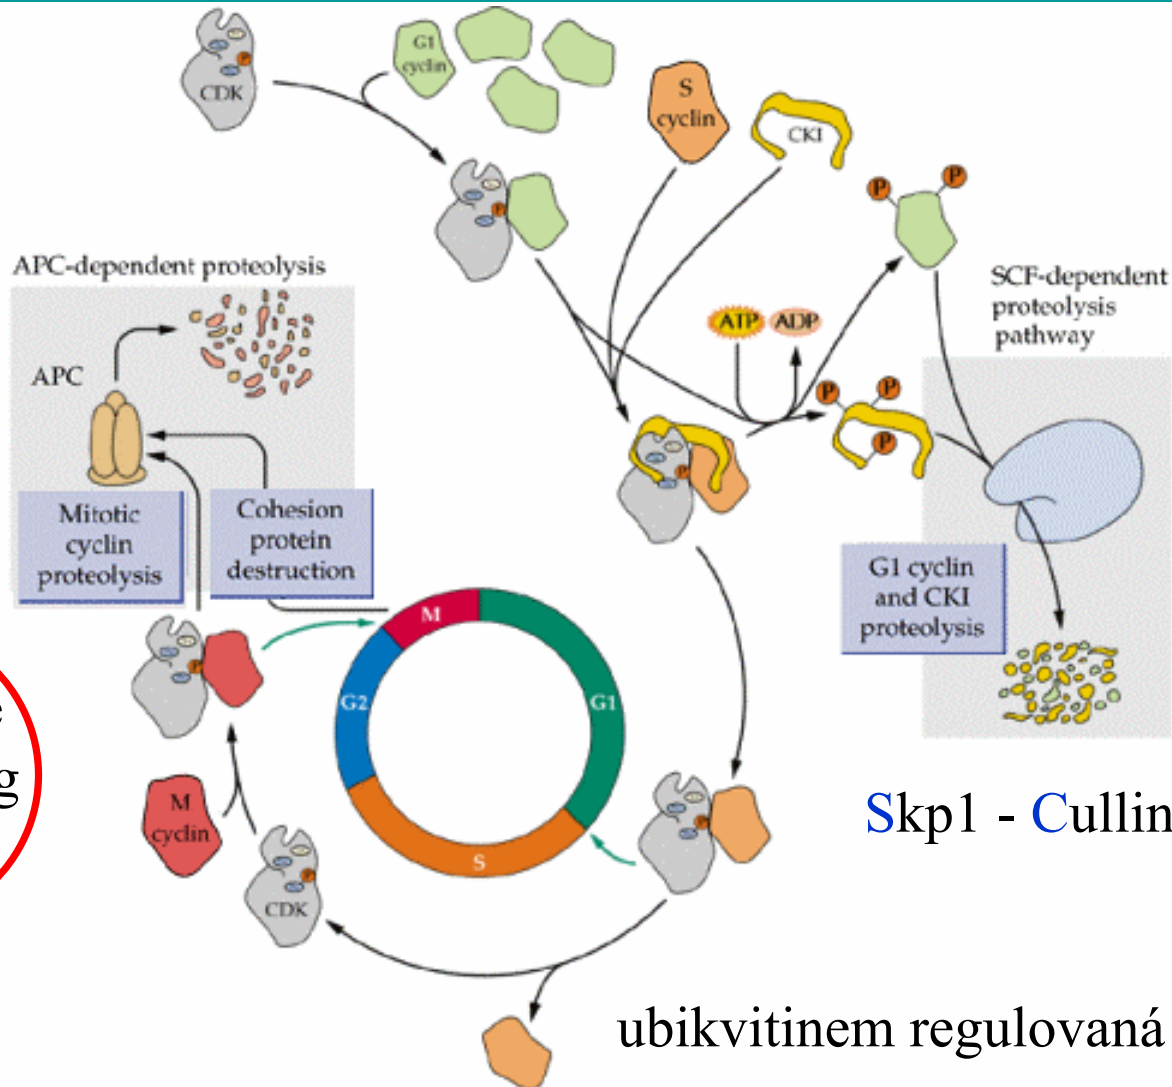 G1
cyclin
CDK
S
cyclin
CKI
P
P
P
APC-dependent proteolysis
SCF-dependent
proteolysis
pathway
ATP
ADP
APC
P
P
P
P
Mitotic
cyclin
proteolysis
Cohesion
protein
destruction
G1 cyclin
and CKI
proteolysis
M
G2
G1
S
P
g
M
cyclin
P
Skp1 - Cullin
P
CDK
ubikvitinem regulovaná